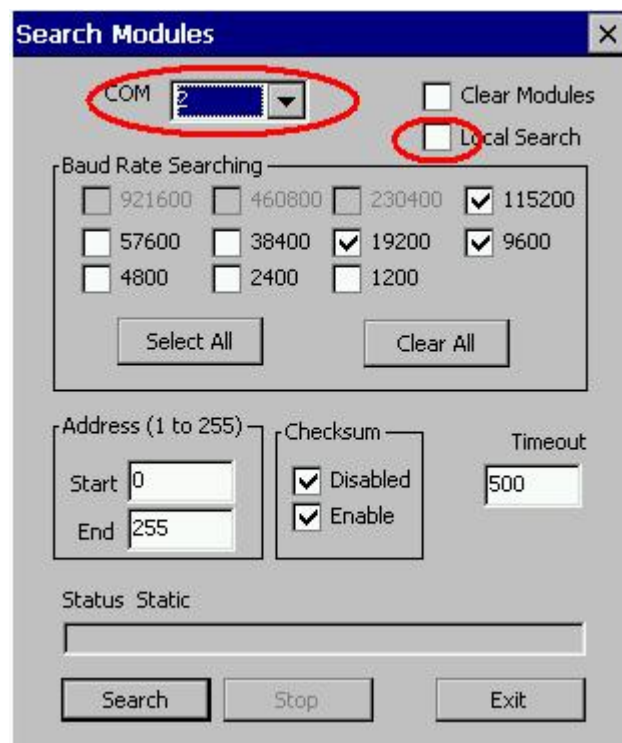 Search Modules
COM 2
Clear Modules
Local Search
Baud Rate Searching
921600 460800 230400 115200
57600 38400 19200 9600
4800 2400 1200
Select All Clear All
Address (1 to 255) Checksum Timeout
Start 0 Disabled 500
End 255 Enable
Status Static
Search Stop Exit